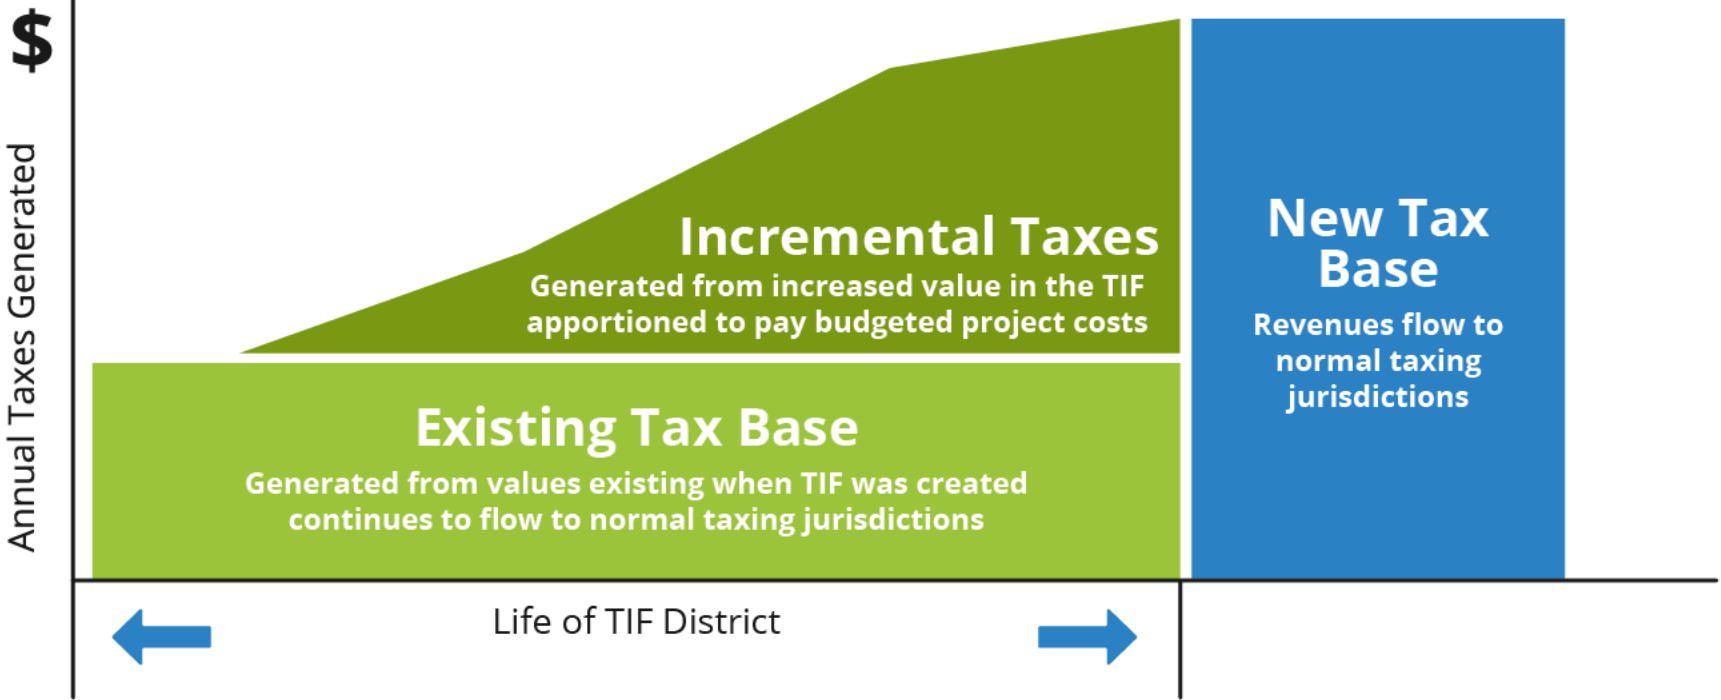 $
Annual Taxes Generated
Incremental Taxes
Generated from increased value in the TIF
apportioned to pay budgeted project costs
Existing Tax Base
Generated from values existing when TIF was created
continues to flow to normal taxing jurisdictions
New Tax
Base
Revenues flow to
normal taxing
jurisdictions
Life of TIF District